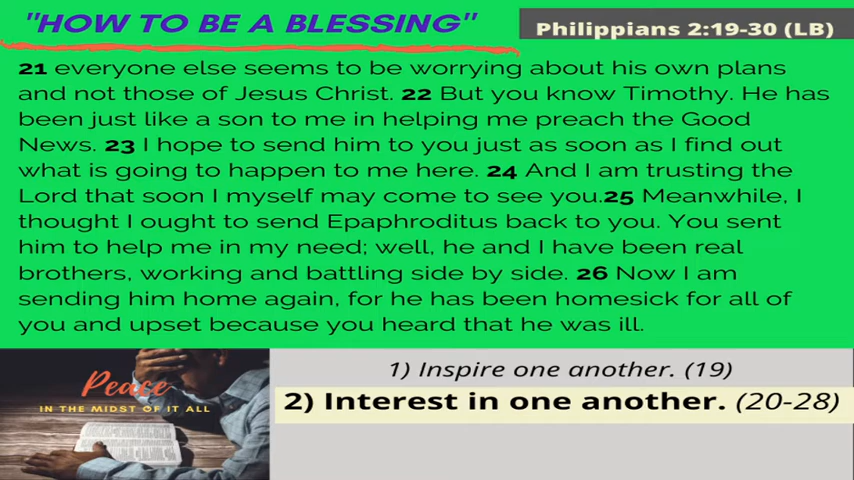 "HOW TO BE A BLESSING"
Philippians 2:19-30 (LB)
21 everyone else seems to be worrying about his own plans
and not those of Jesus Christ. 22 But you know Timothy. He has
been just like a son to me in helping me preach the Good
News. 23 I hope to send him to you just as soon as I find out
what is going to happen to me here. 24 And I am trusting the
Lord that soon I myself may come to see you.25 Meanwhile, I
thought I ought to send Epaphroditus back to you. You sent
him to help me in my need; well, he and I have been real
brothers, working and battling side by side. 26 Now I am
sending him home again, for he has been homesick for all of
you and upset because you heard that he was ill.
Peace
IN THE MIDST OF IT ALL
1) Inspire one another. (19)
2) Interest in one another. (20-28)